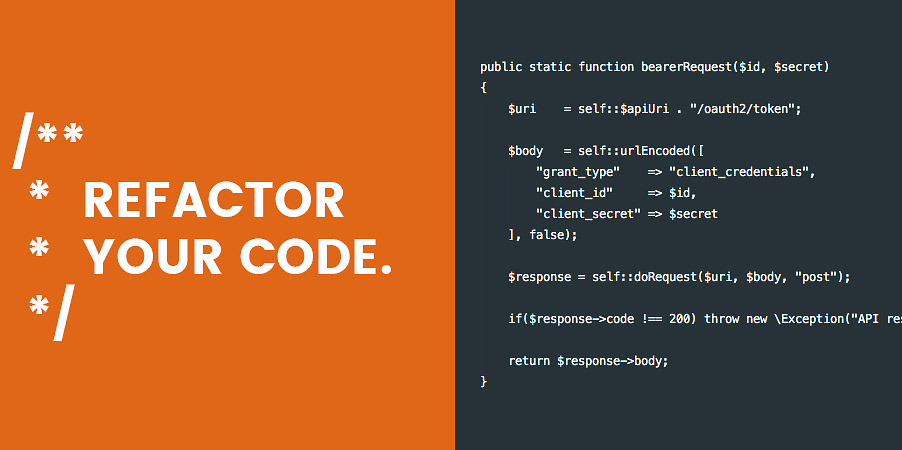 /**
* REFACTOR
* YOUR CODE.
*/
public static function bearerRequest($id, $secret)
{
    $uri    = self::$apiUri . "/oauth2/token";
    $body   = self::urlEncoded([
        "grant_type"    => "client_credentials",
        "client_id"     => $id,
        "client_secret" => $secret
    ], false);
    $response = self::doRequest($uri, $body, "post");
    if($response->code !== 200) throw new \Exception("API
    return $response->body;
}